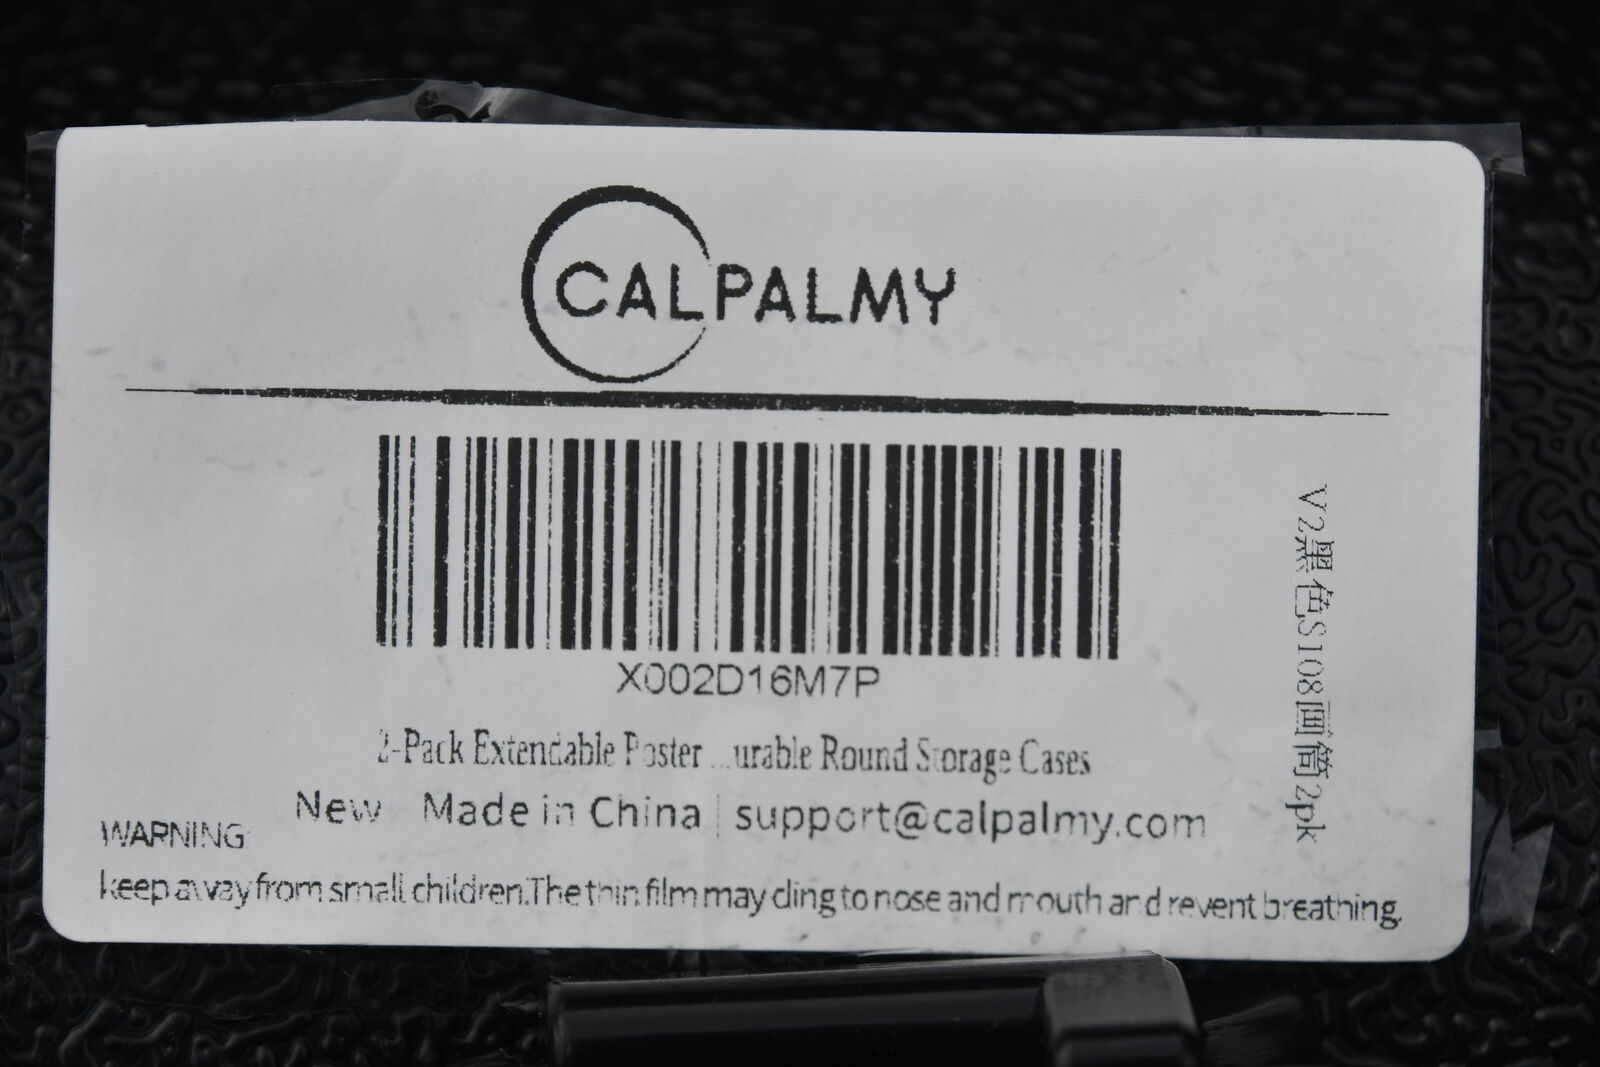 CALPALMY
X002D16M7P
2-Pack Extendable Poster ...urable Round Storage Cases
New Made in China | support@calpalmy.com
WARNING:
keep away from small children.The thin film may cling to nose and mouth and revent breathing.
V2黑色S108画筒2pk